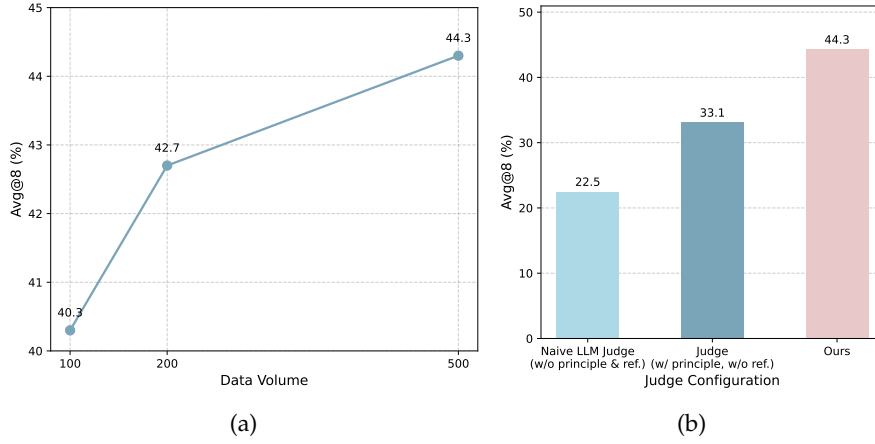 45
44
43
42
41
40
Avg@8 (%)
40.3
42.7
44.3
100
200
500
Data Volume
(a)
50
40
30
20
10
0
Avg@8 (%)
22.5
33.1
44.3
Naive LLM Judge
(w/o principle & ref.)
Judge
(w/ principle, w/o ref.)
Ours
Judge Configuration
(b)